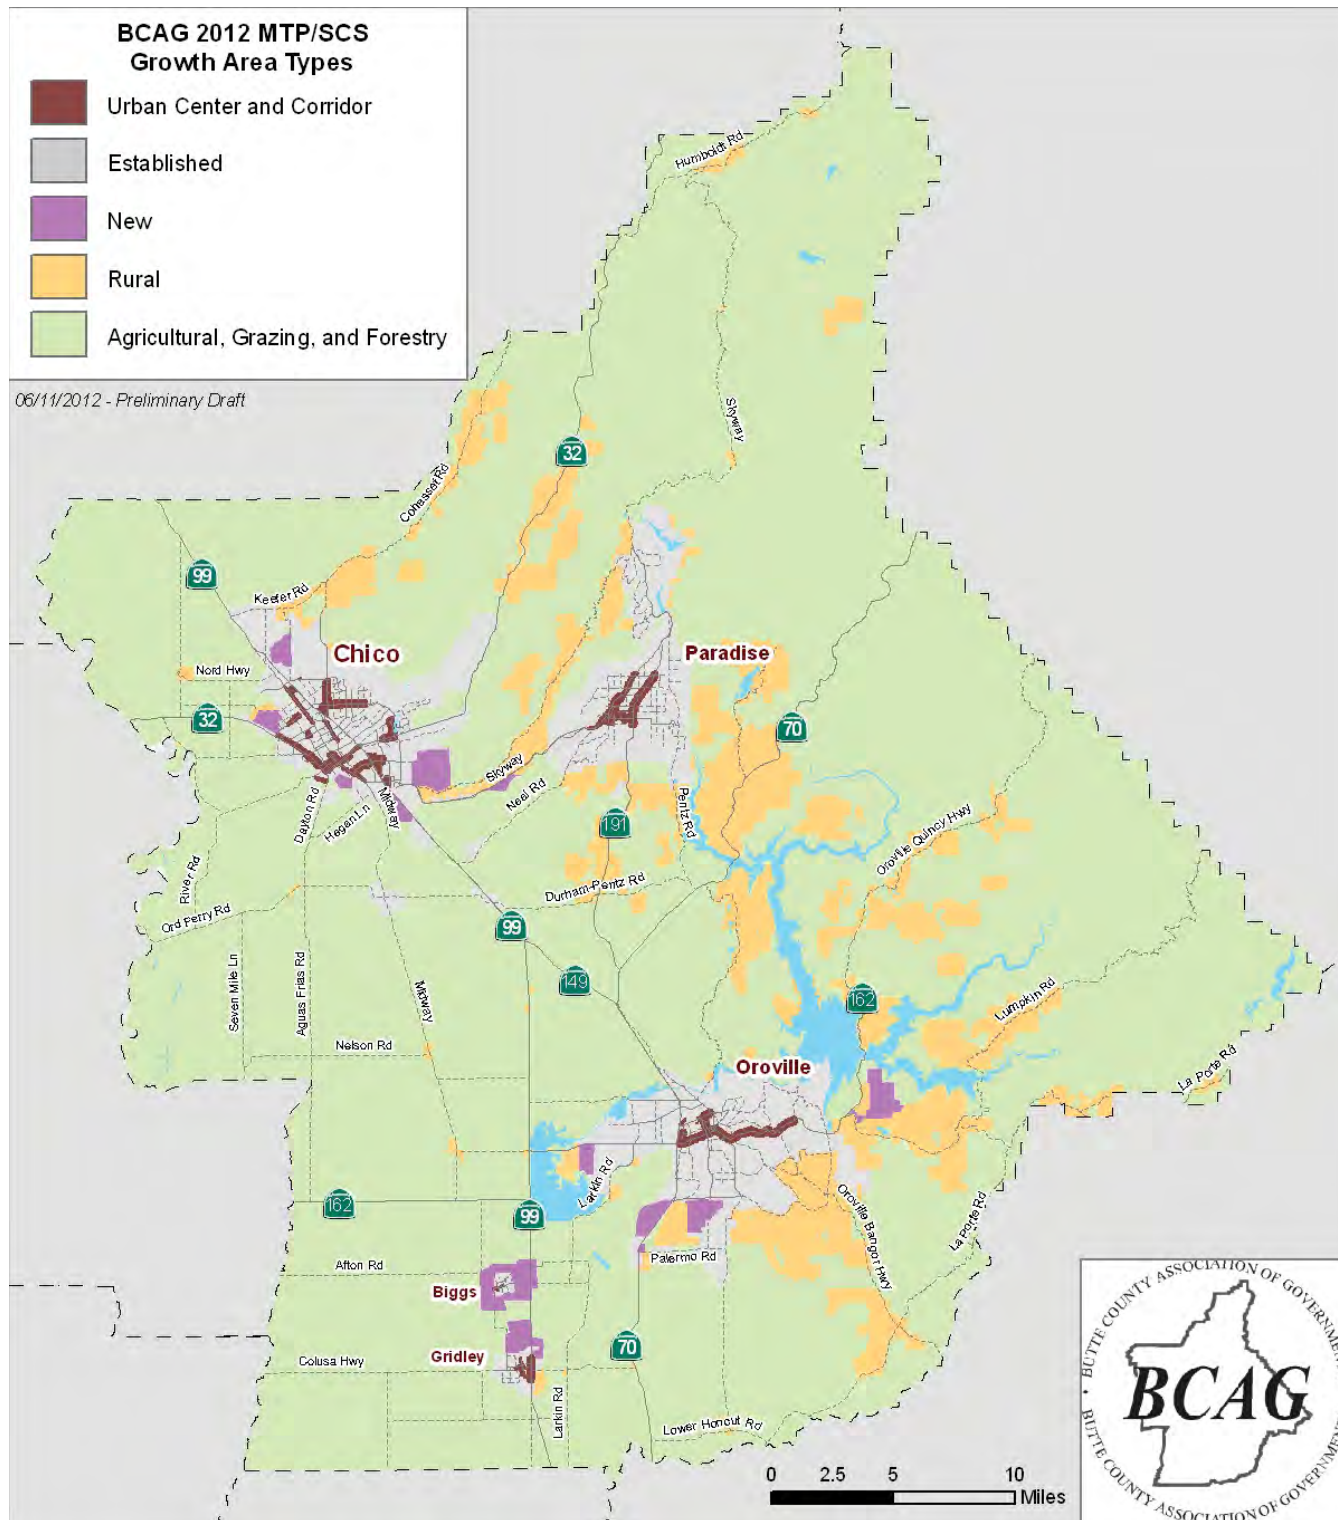 BCAG 2012 MTP/SCS
Growth Area Types
Urban Center and Corridor
Established
New
Rural
Agricultural, Grazing, and Forestry
06/11/2012 - Preliminary Draft
Humboldt Rd
Skyway
32
Cohasset Rd
99
Keefer Rd
Chico
Paradise
Nord Hwy
32
70
Skyway
Neal Rd
Pentz Rd
Dayton Rd
Hegan Ln
Midway
191
Oroville Quincy Hwy
River Rd
Durham-Pentz Rd
Ord Ferry Rd
99
149
Seven Mile Ln
Aguas Frias Rd
Midway
162
Lumpkin Rd
Nelson Rd
Oroville
La Porte Rd
Larkin Rd
162
99
Oroville Bangor Hwy
La Porte Rd
Palermo Rd
Afton Rd
Biggs
Gridley
70
Colusa Hwy
Larkin Rd
Lower Honcut Rd
0 2.5 5 10
Miles
BUTTE COUNTY ASSOCIATION OF GOVERNMENTS
BCAG
BUTTE COUNTY ASSOCIATION OF GOVERNMENTS